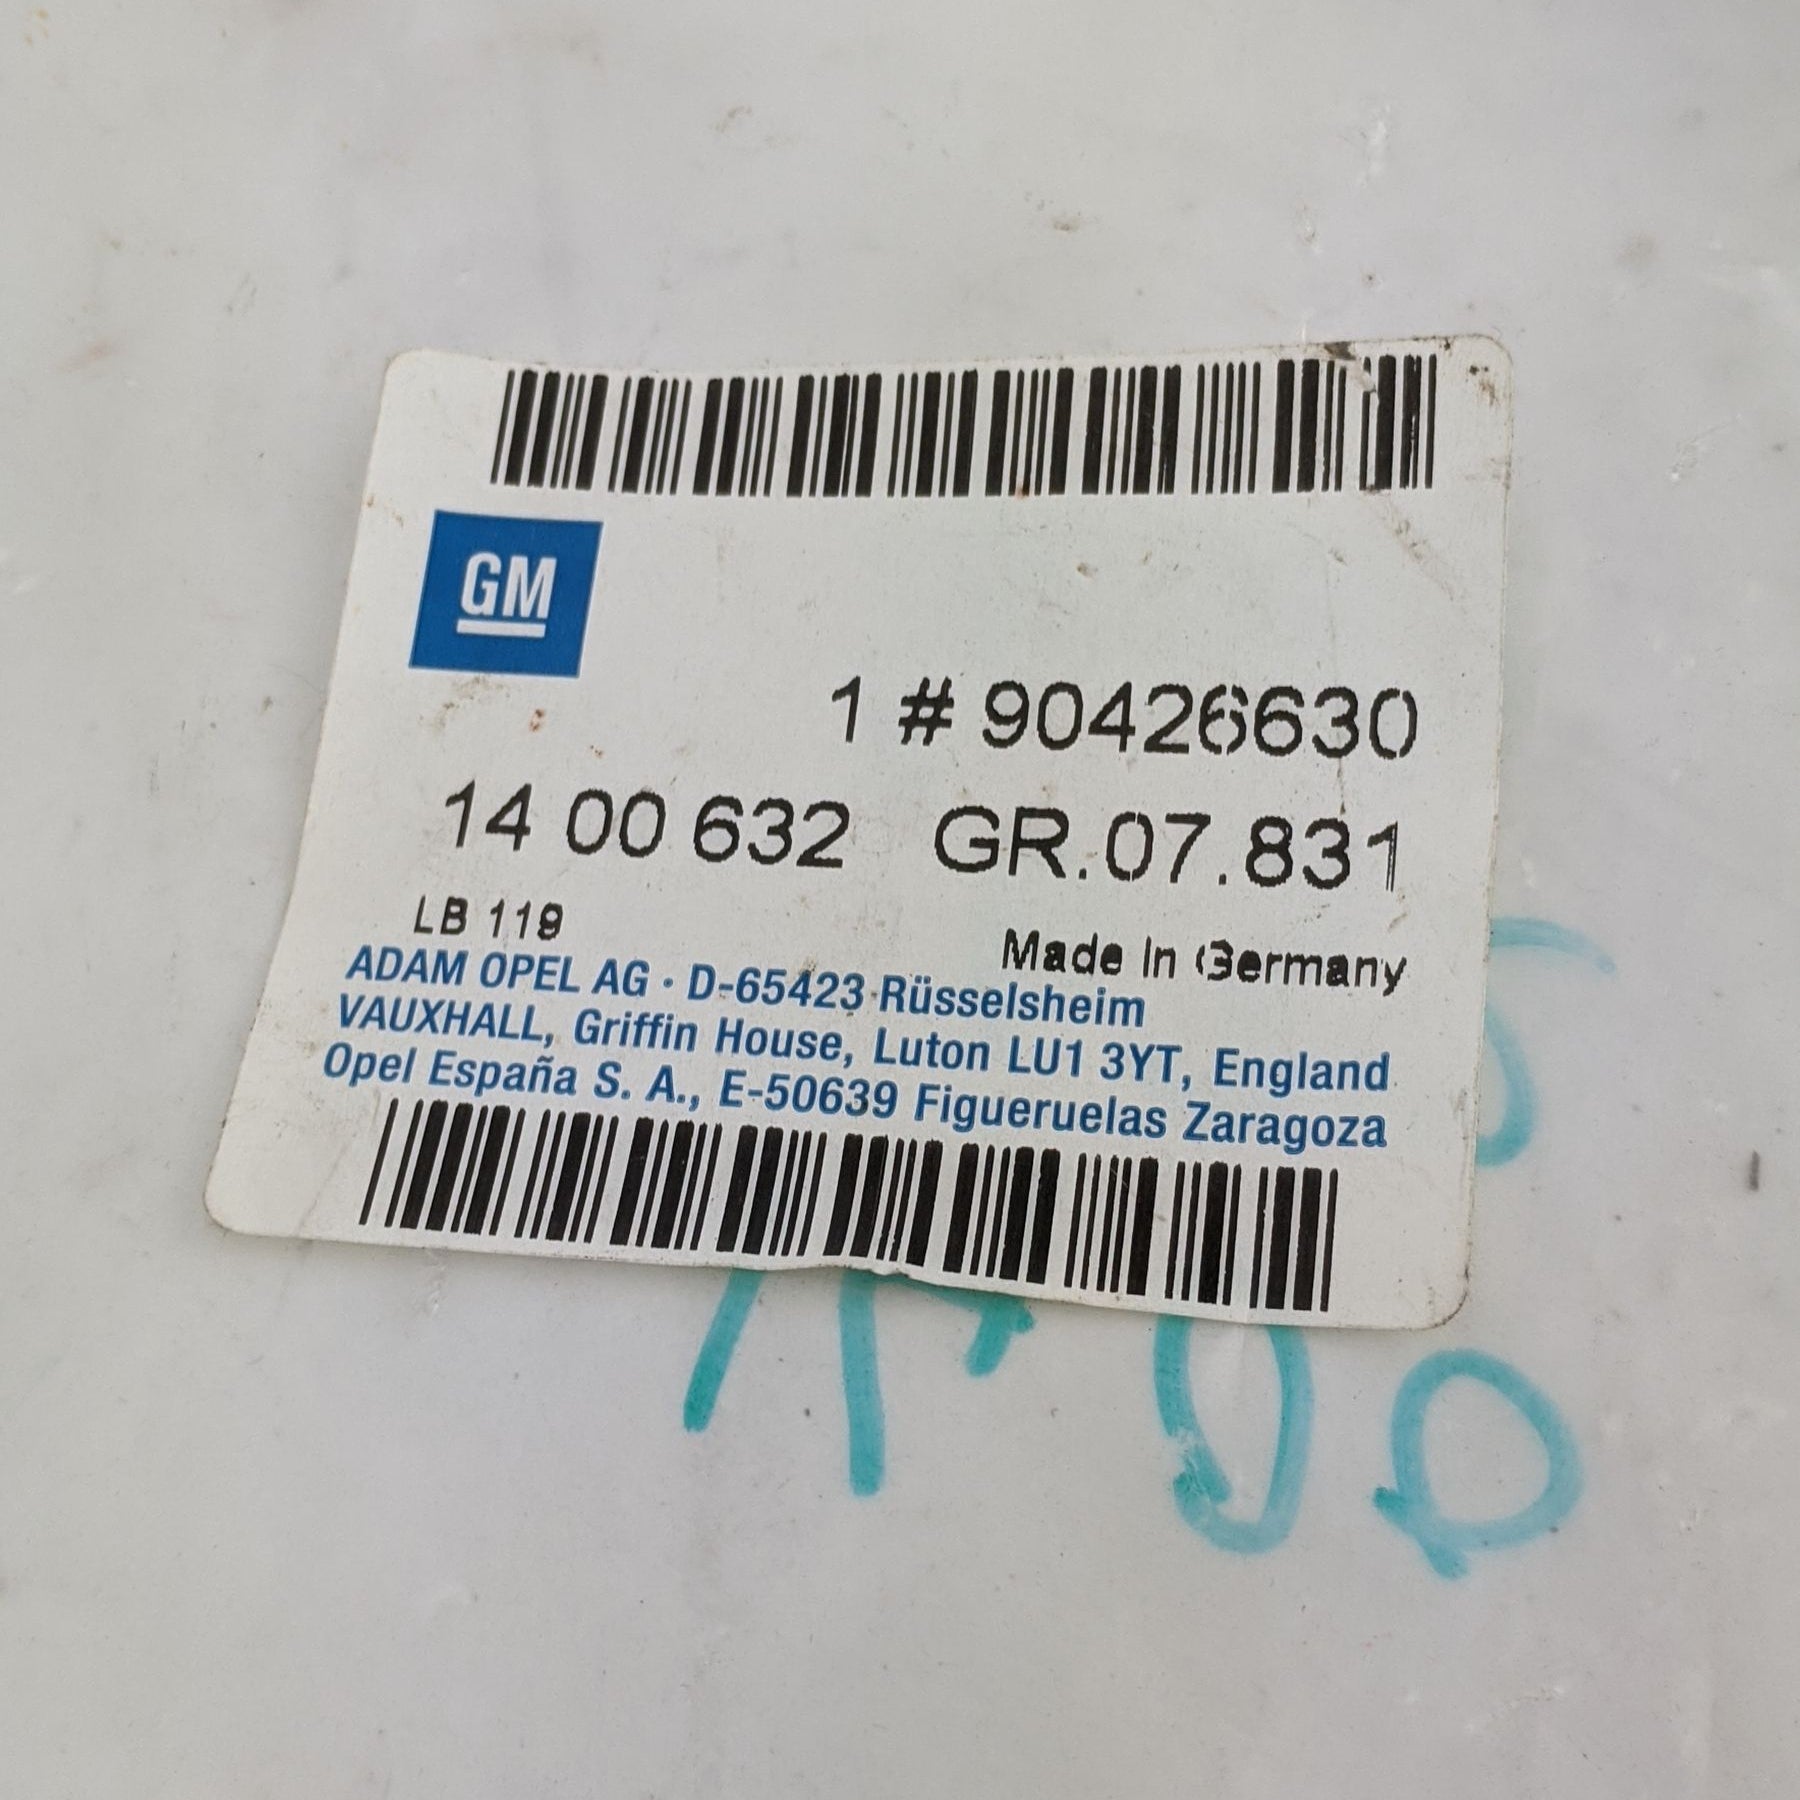 GM
1 # 90426630
14 00 632 GR.07.831
LB 119
Made In Germany
ADAM OPEL AG · D-65423 Rüsselsheim
VAUXHALL, Griffin House, Luton LU1 3YT, England
Opel España S. A., E-50639 Figueruelas Zaragoza